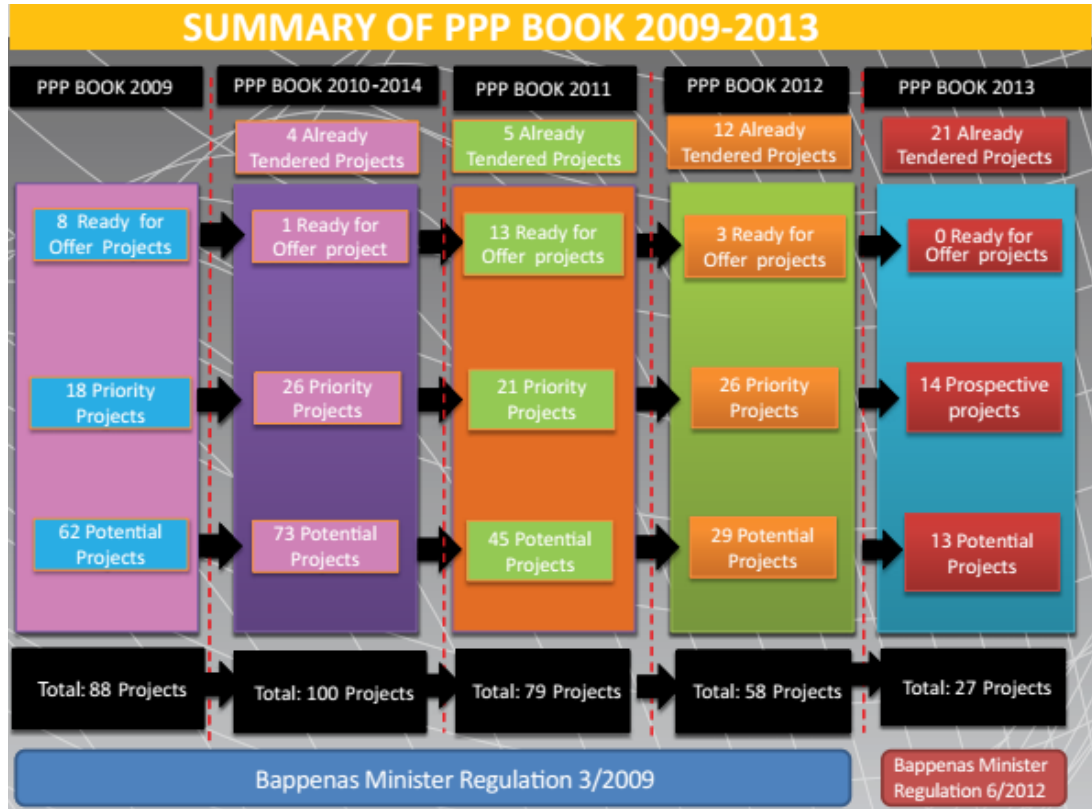 SUMMARY OF PPP BOOK 2009-2013
PPP BOOK 2009
PPP BOOK 2010-2014
PPP BOOK 2011
PPP BOOK 2012
PPP BOOK 2013
4 Already
Tendered Projects
5 Already
Tendered Projects
12 Already
Tendered Projects
21 Already
Tendered Projects
8 Ready for
Offer Projects
1 Ready for
Offer project
13 Ready for
Offer projects
3 Ready for
Offer projects
0 Ready for
Offer projects
18 Priority
Projects
26 Priority
Projects
21 Priority
Projects
26 Priority
Projects
14 Prospective
projects
62 Potential
Projects
73 Potential
Projects
45 Potential
Projects
29 Potential
Projects
13 Potential
Projects
Total: 88 Projects
Total: 100 Projects
Total: 79 Projects
Total: 58 Projects
Total: 27 Projects
Bappenas Minister Regulation 3/2009
Bappenas Minister
Regulation 6/2012